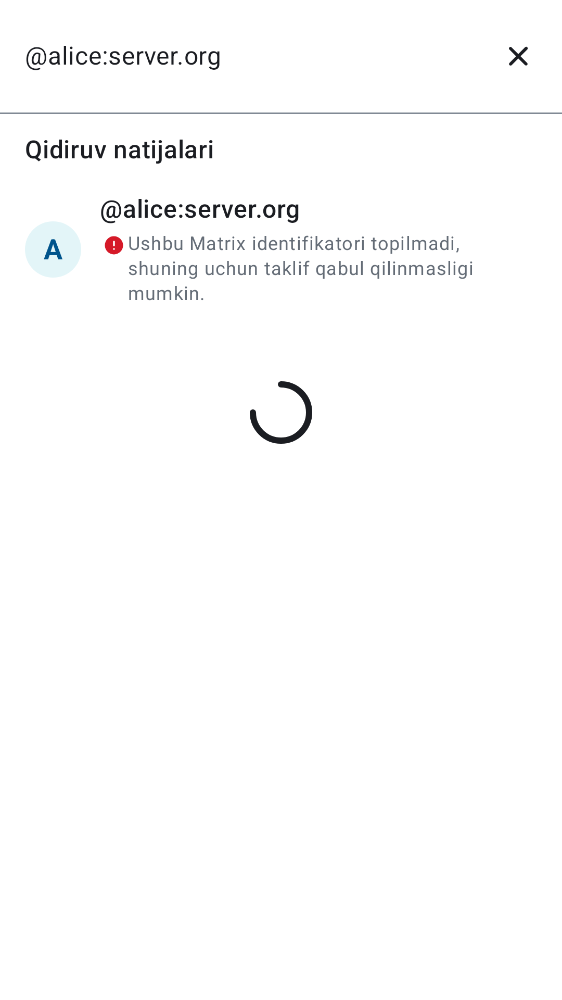 @alice:server.org
Qidiruv natijalari
@alice:server.org
A
Ushbu Matrix identifikatori topilmadi,
shuning uchun taklif qabul qilinmasligi
mumkin.